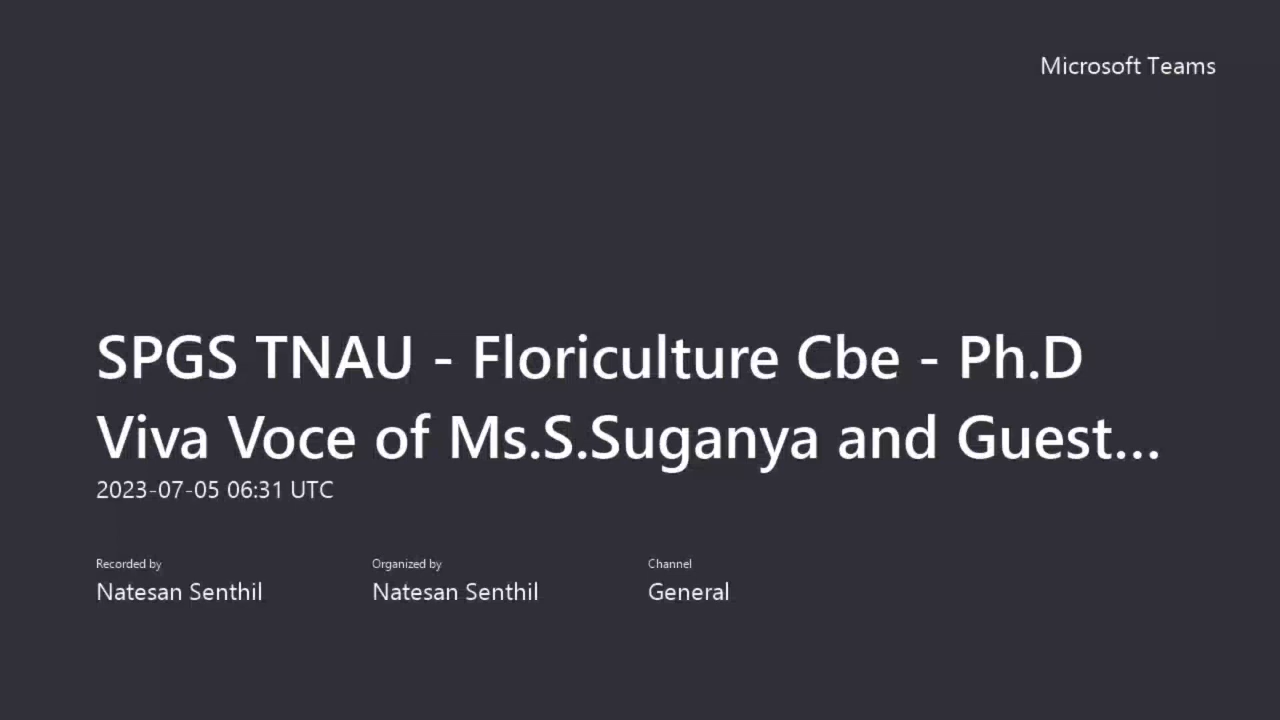 Microsoft Teams
SPGS TNAU - Floriculture Cbe - Ph.D
Viva Voce of Ms.S.Suganya and Guest...
2023-07-05 06:31 UTC
Recorded by
Natesan Senthil
Organized by
Natesan Senthil
Channel
General